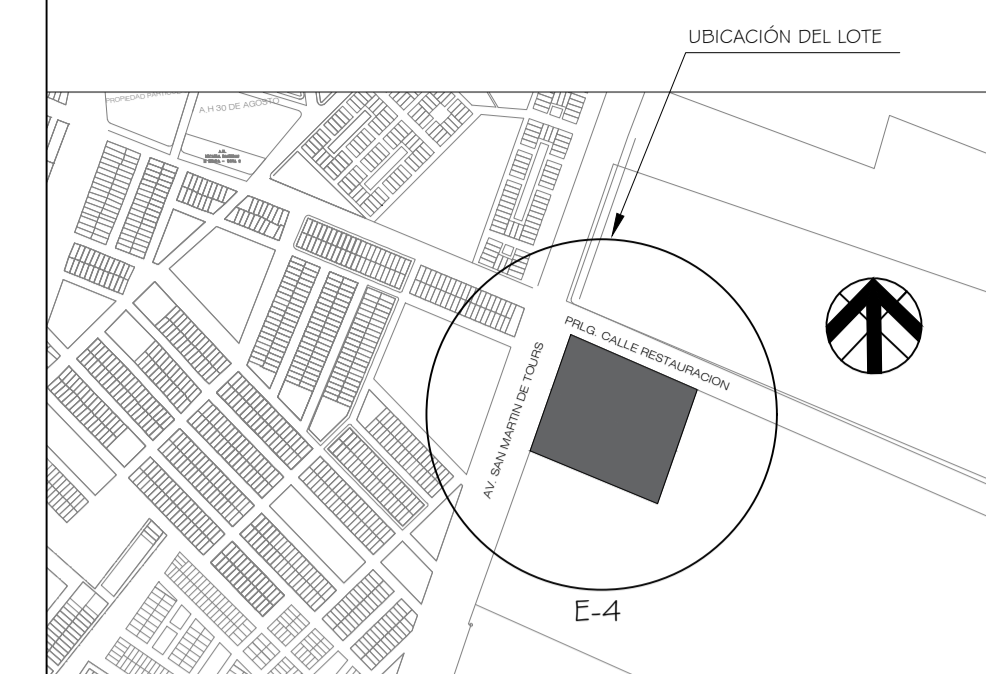 UBICACIÓN DEL LOTE
A.H 30 DE AGOSTO
PRLG. CALLE RESTAURACION
AV. SAN MARTIN DE TOURS
E-4